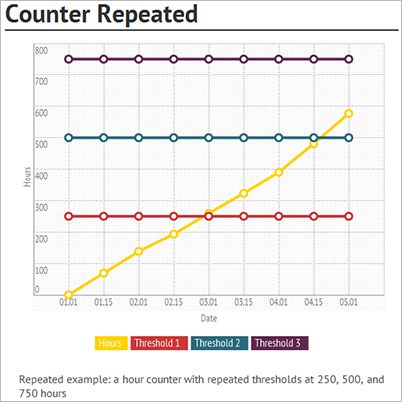 Counter Repeated
800
700
600
500
400
300
200
100
0
Hours
01.01 01.15 02.01 02.15 03.01 03.15 04.01 04.15 05.01
Date
Hours Threshold 1 Threshold 2 Threshold 3
Repeated example: a hour counter with repeated thresholds at 250, 500, and
750 hours